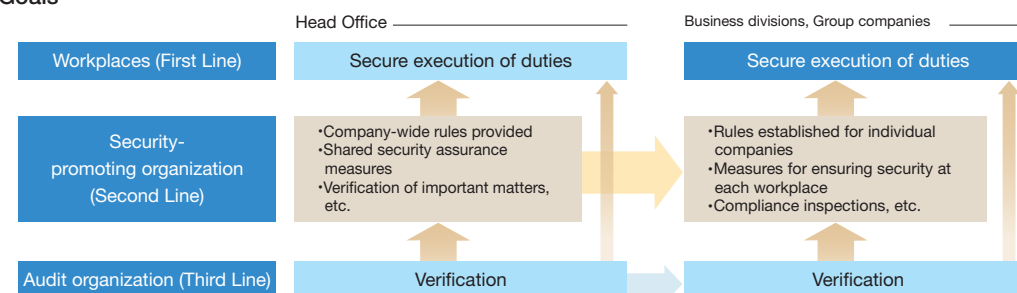 Goals
Head Office
Business divisions, Group companies
Workplaces (First Line)
Secure execution of duties
Secure execution of duties
Security-
promoting organization
(Second Line)
・Company-wide rules provided
・Shared security assurance
measures
・Verification of important matters,
etc.
・Rules established for individual
companies
・Measures for ensuring security at
each workplace
・Compliance inspections, etc.
Audit organization (Third Line)
Verification
Verification